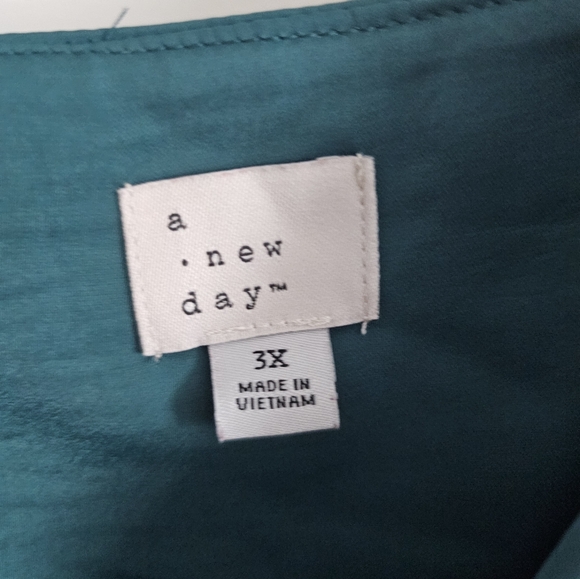 a
• new
day™
3X
MADE IN
VIETNAM